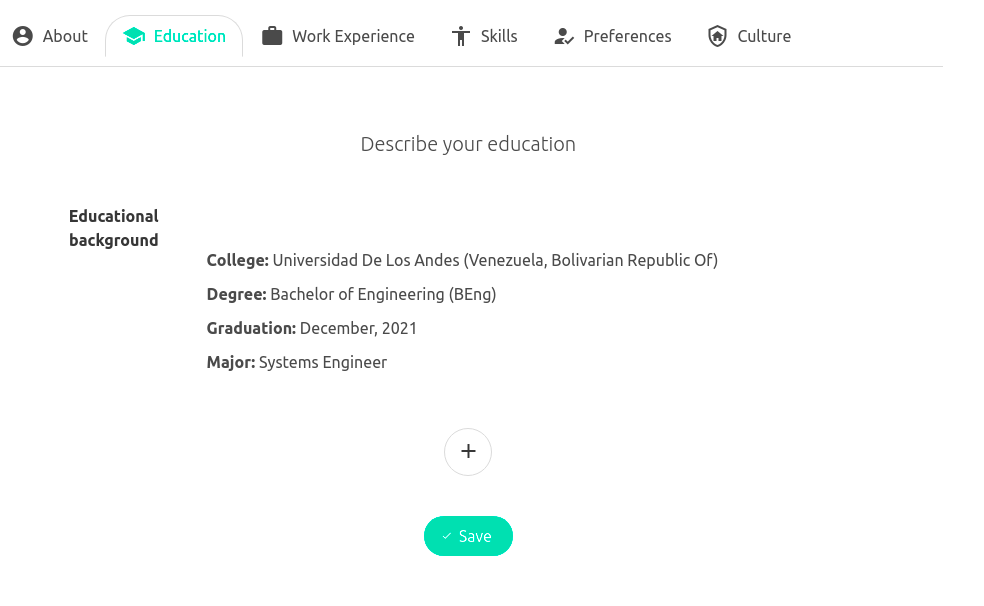 About Education Work Experience Skills Preferences Culture
Describe your education
Educational
background
College: Universidad De Los Andes (Venezuela, Bolivarian Republic Of)
Degree: Bachelor of Engineering (BEng)
Graduation: December, 2021
Major: Systems Engineer
+
Save